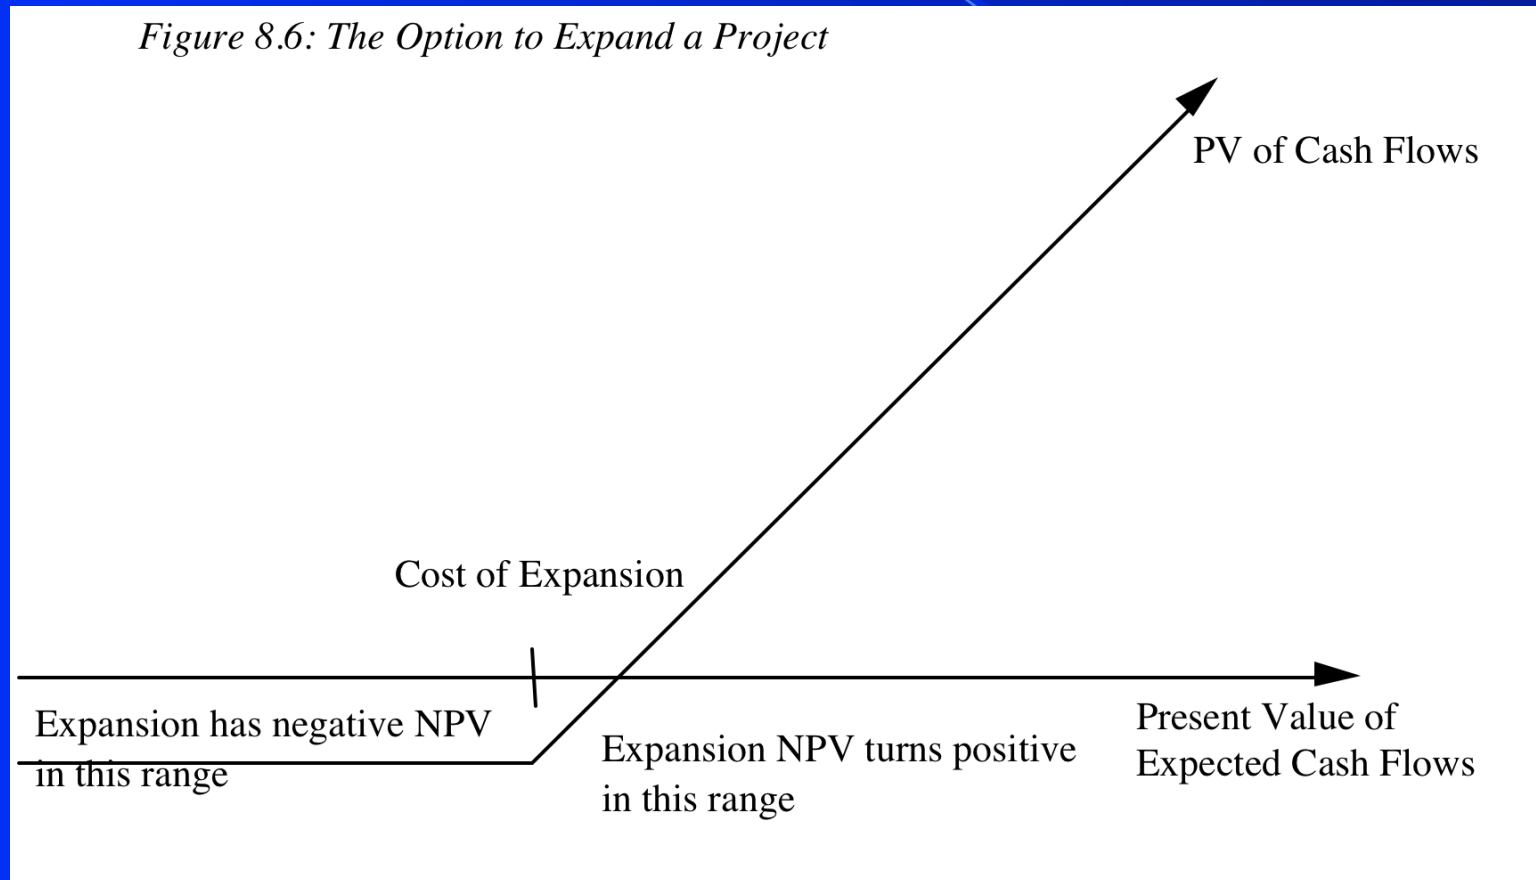 Figure 8.6: The Option to Expand a Project
PV of Cash Flows
Cost of Expansion
Expansion has negative NPV
in this range
Expansion NPV turns positive
in this range
Present Value of
Expected Cash Flows